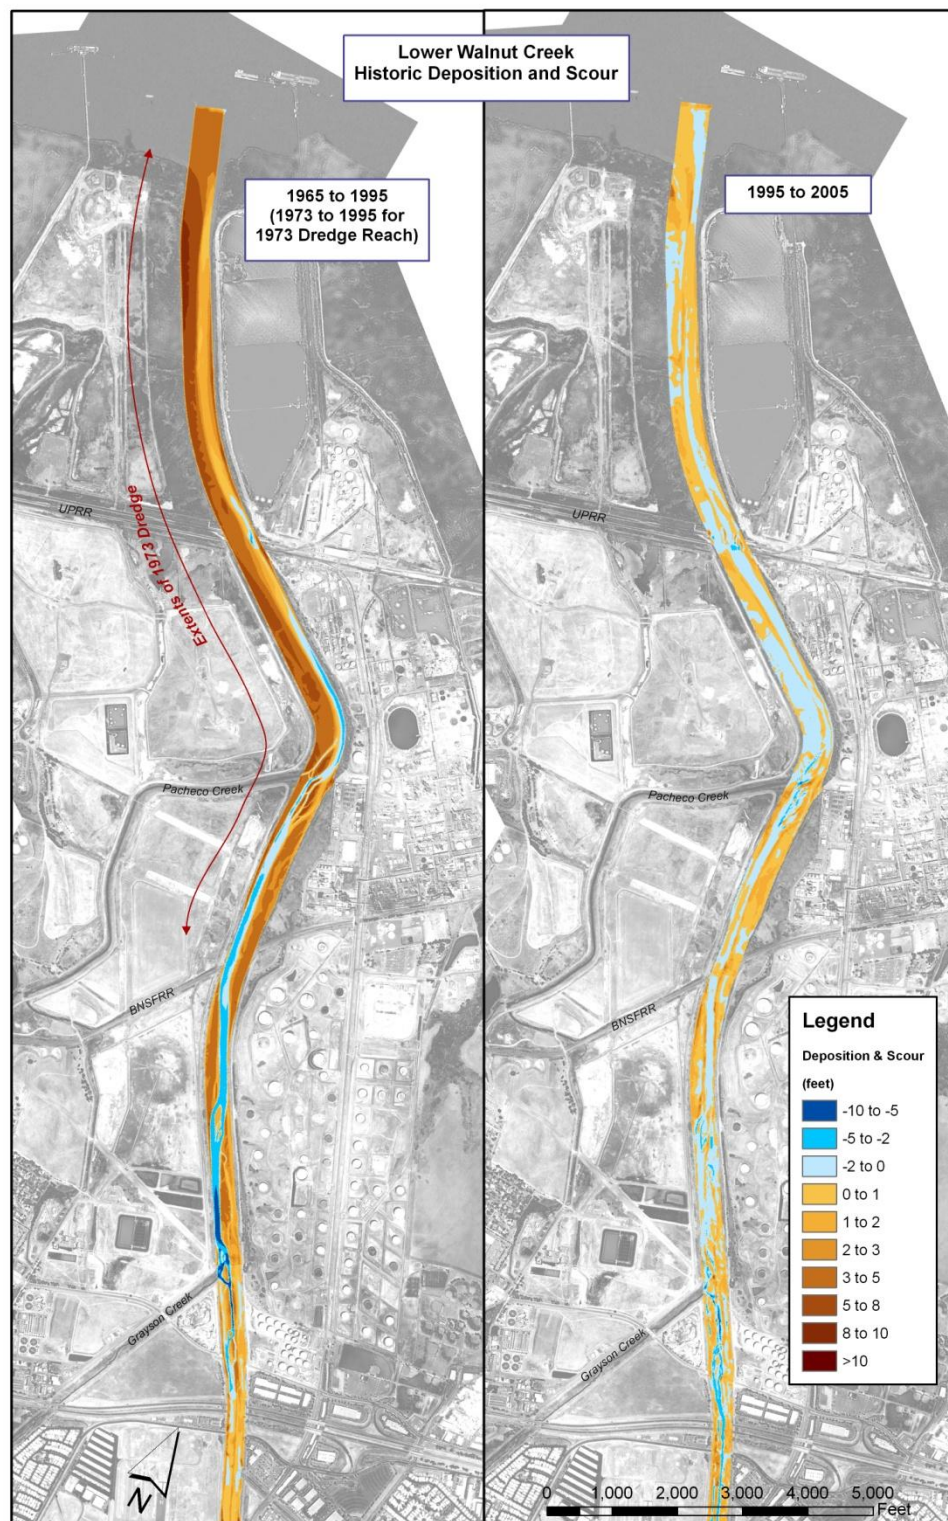 Lower Walnut Creek
Historic Deposition and Scour
1965 to 1995
(1973 to 1995 for
1973 Dredge Reach)
Extents of 1973 Dredge
UPRR
Pacheco Creek
BNSFRR
Grayson Creek
N
1995 to 2005
UPRR
Pacheco Creek
BNSFRR
Grayson Creek
Legend
Deposition & Scour
(feet)
-10 to -5
-5 to -2
-2 to 0
0 to 1
1 to 2
2 to 3
3 to 5
5 to 8
8 to 10
>10
0 1,000 2,000 3,000 4,000 5,000
Feet